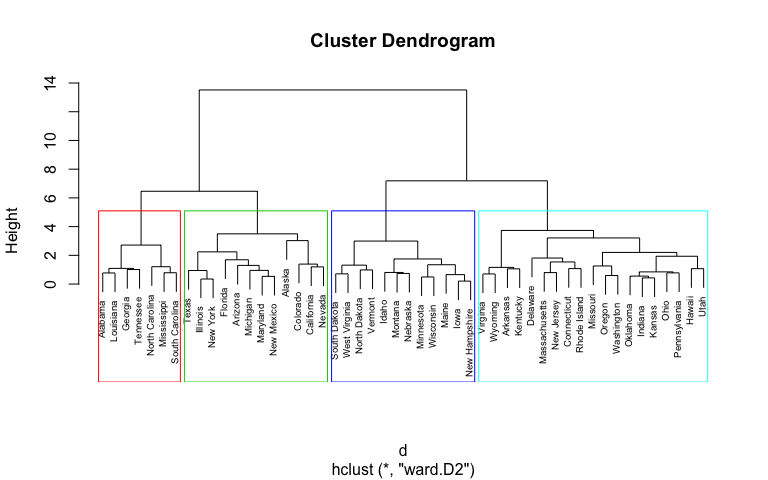 Cluster Dendrogram
Height
14
10
8
6
4
2
0
Alabama
Louisiana
Georgia
Tennessee
North Carolina
Mississippi
South Carolina
Texas
Illinois
New York
Florida
Arizona
Michigan
Maryland
New Mexico
Alaska
Colorado
California
Nevada
South Dakota
West Virginia
North Dakota
Vermont
Idaho
Montana
Nebraska
Minnesota
Wisconsin
Maine
Iowa
New Hampshire
Virginia
Wyoming
Arkansas
Kentucky
Delaware
Massachusetts
New Jersey
Connecticut
Rhode Island
Missouri
Oregon
Washington
Oklahoma
Indiana
Kansas
Ohio
Pennsylvania
Hawaii
Utah
d
hclust (*, "ward.D2")